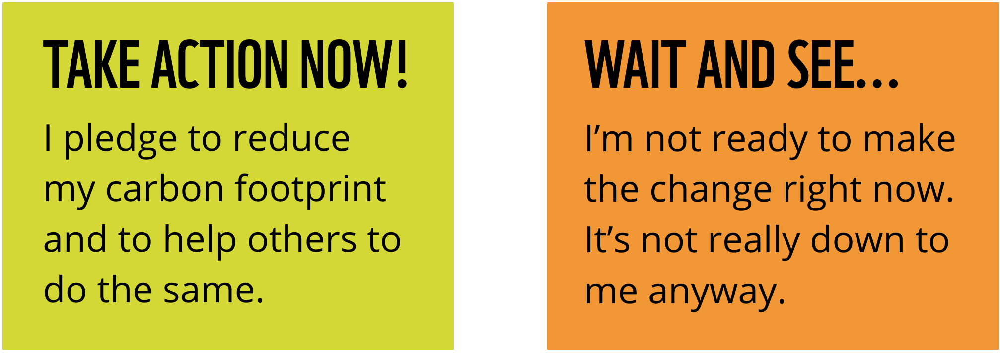 TAKE ACTION NOW!
I pledge to reduce
my carbon footprint
and to help others to
do the same.
WAIT AND SEE...
I’m not ready to make
the change right now.
It’s not really down to
me anyway.